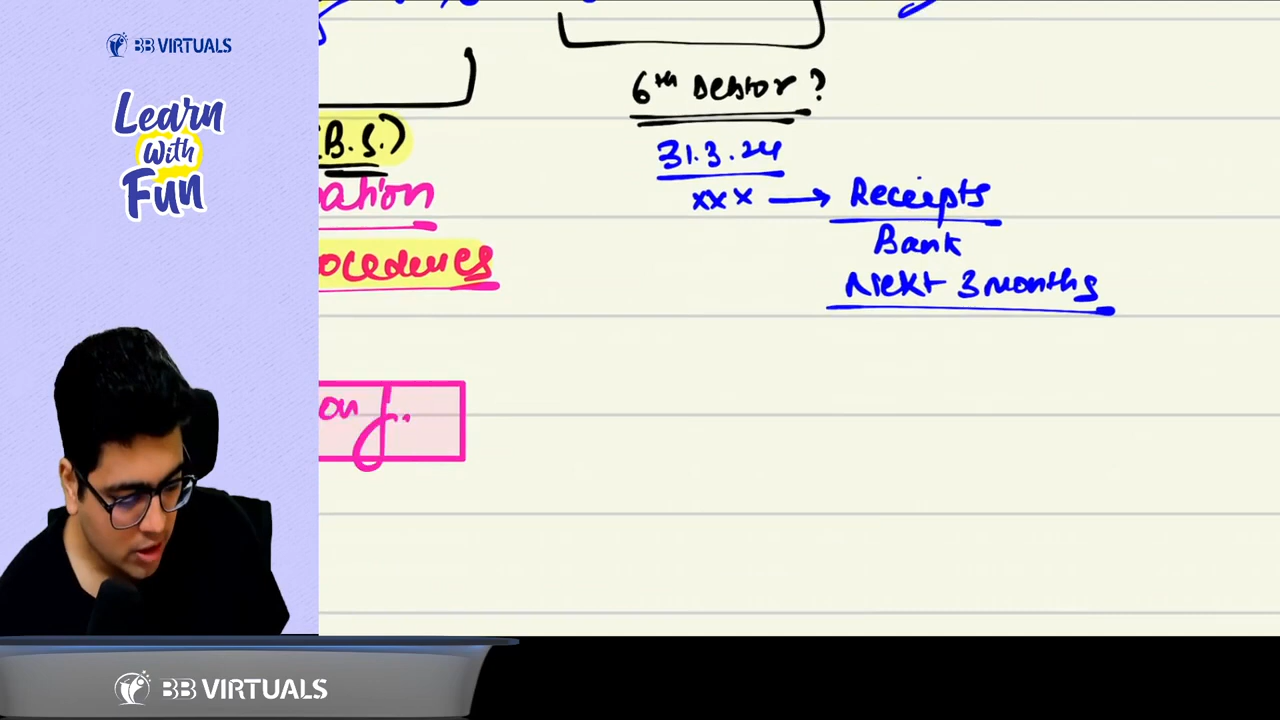 BB VIRTUALS
Learn
With
Fun
(B.S.)
ation
ocedures
on
6th Debtor ?
31.3.24
xxx → Receipts
Bank
Next 3 months
BB VIRTUALS